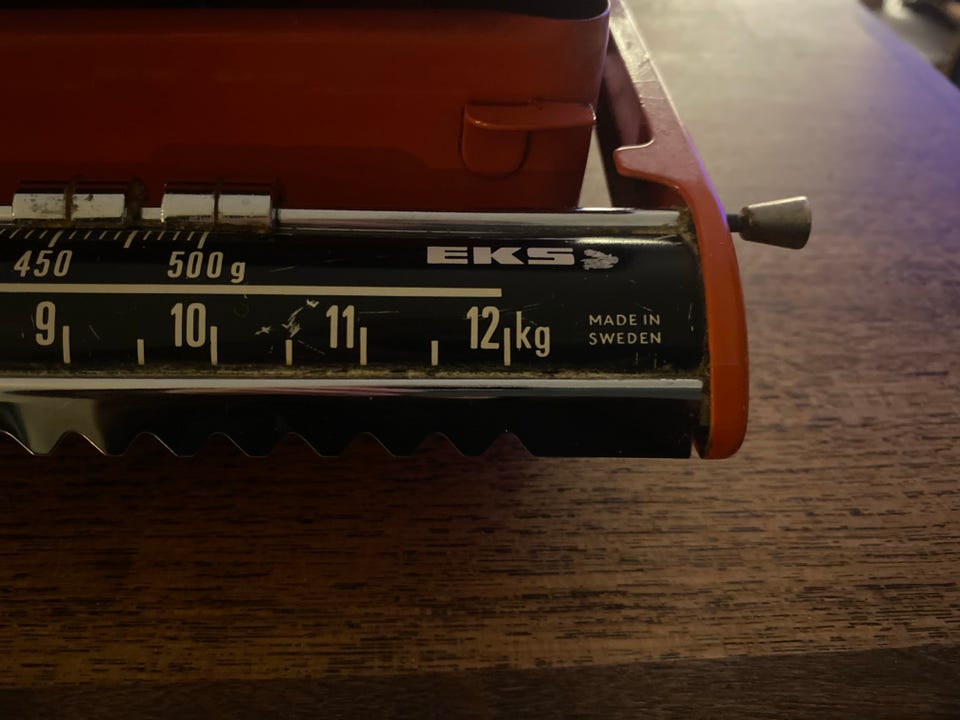 EKS
450 500 g
9 10 11 12 kg
MADE IN
SWEDEN